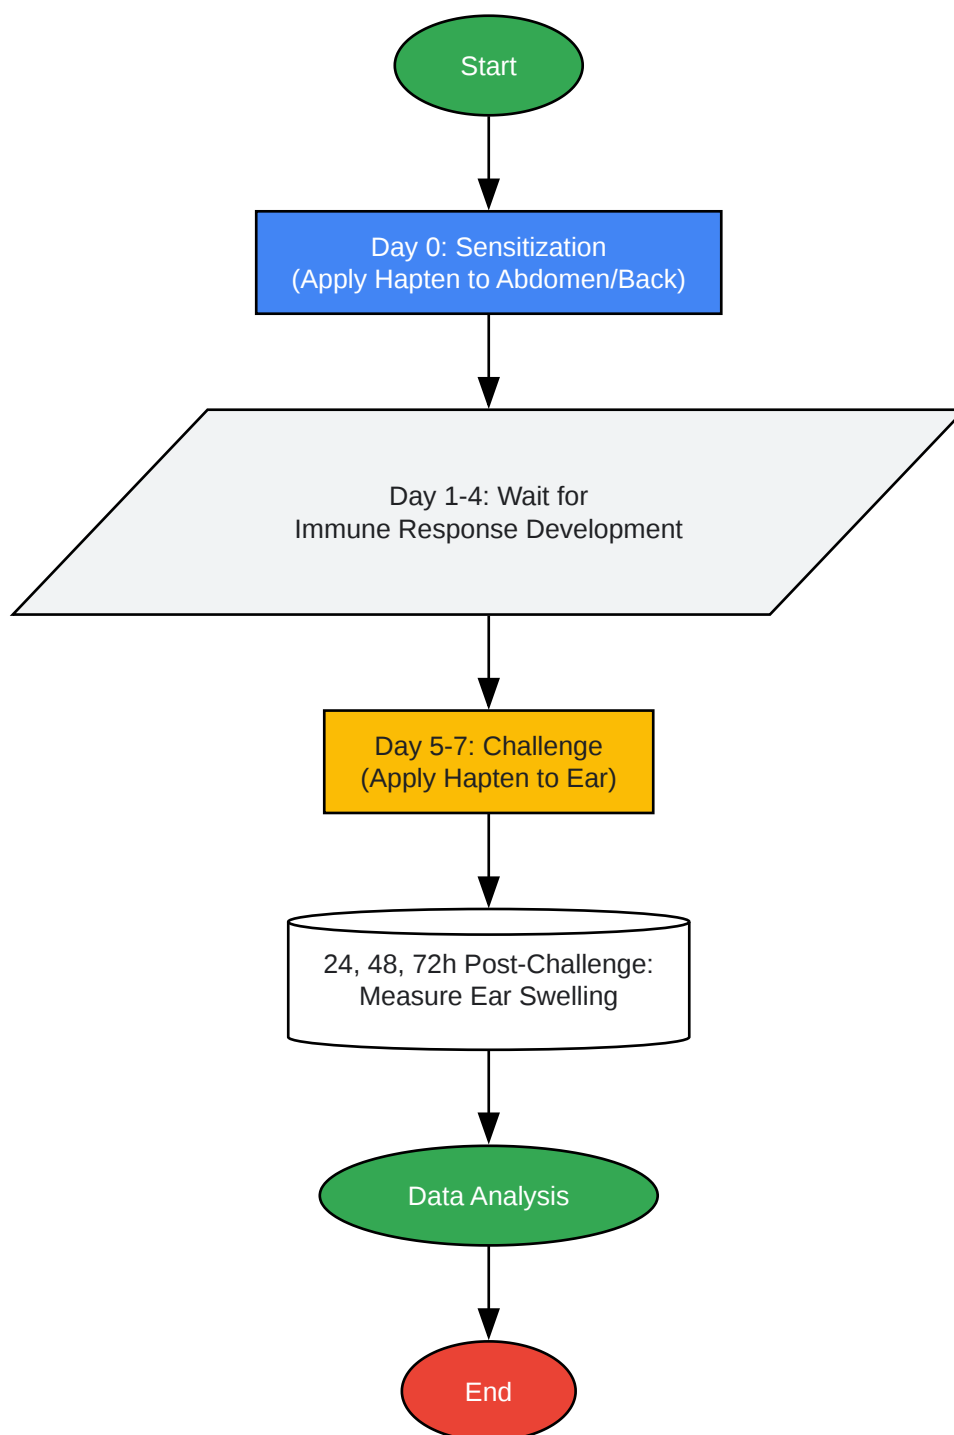 Start
Day 0: Sensitization
(Apply Hapten to Abdomen/Back)
Day 1-4: Wait for
Immune Response Development
Day 5-7: Challenge
(Apply Hapten to Ear)
24, 48, 72h Post-Challenge:
Measure Ear Swelling
Data Analysis
End